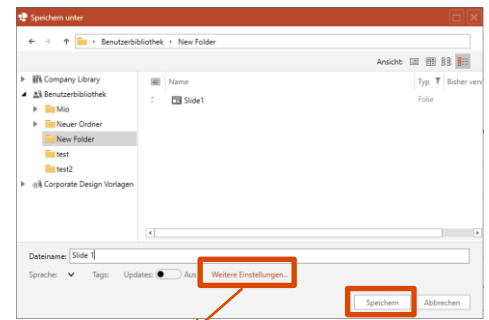 Speichern unter
Benutzerbibliothek New Folder
Ansicht:
Company Library
Benutzerbibliothek
Mio
Neuer Ordner
New Folder
test
test2
Corporate Design Vorlagen
Name Typ Bisher verw
Slide1 Folie
Dateiname: Slide 1
Sprache: Tags: Updates: Aus Weitere Einstellungen...
Speichern Abbrechen